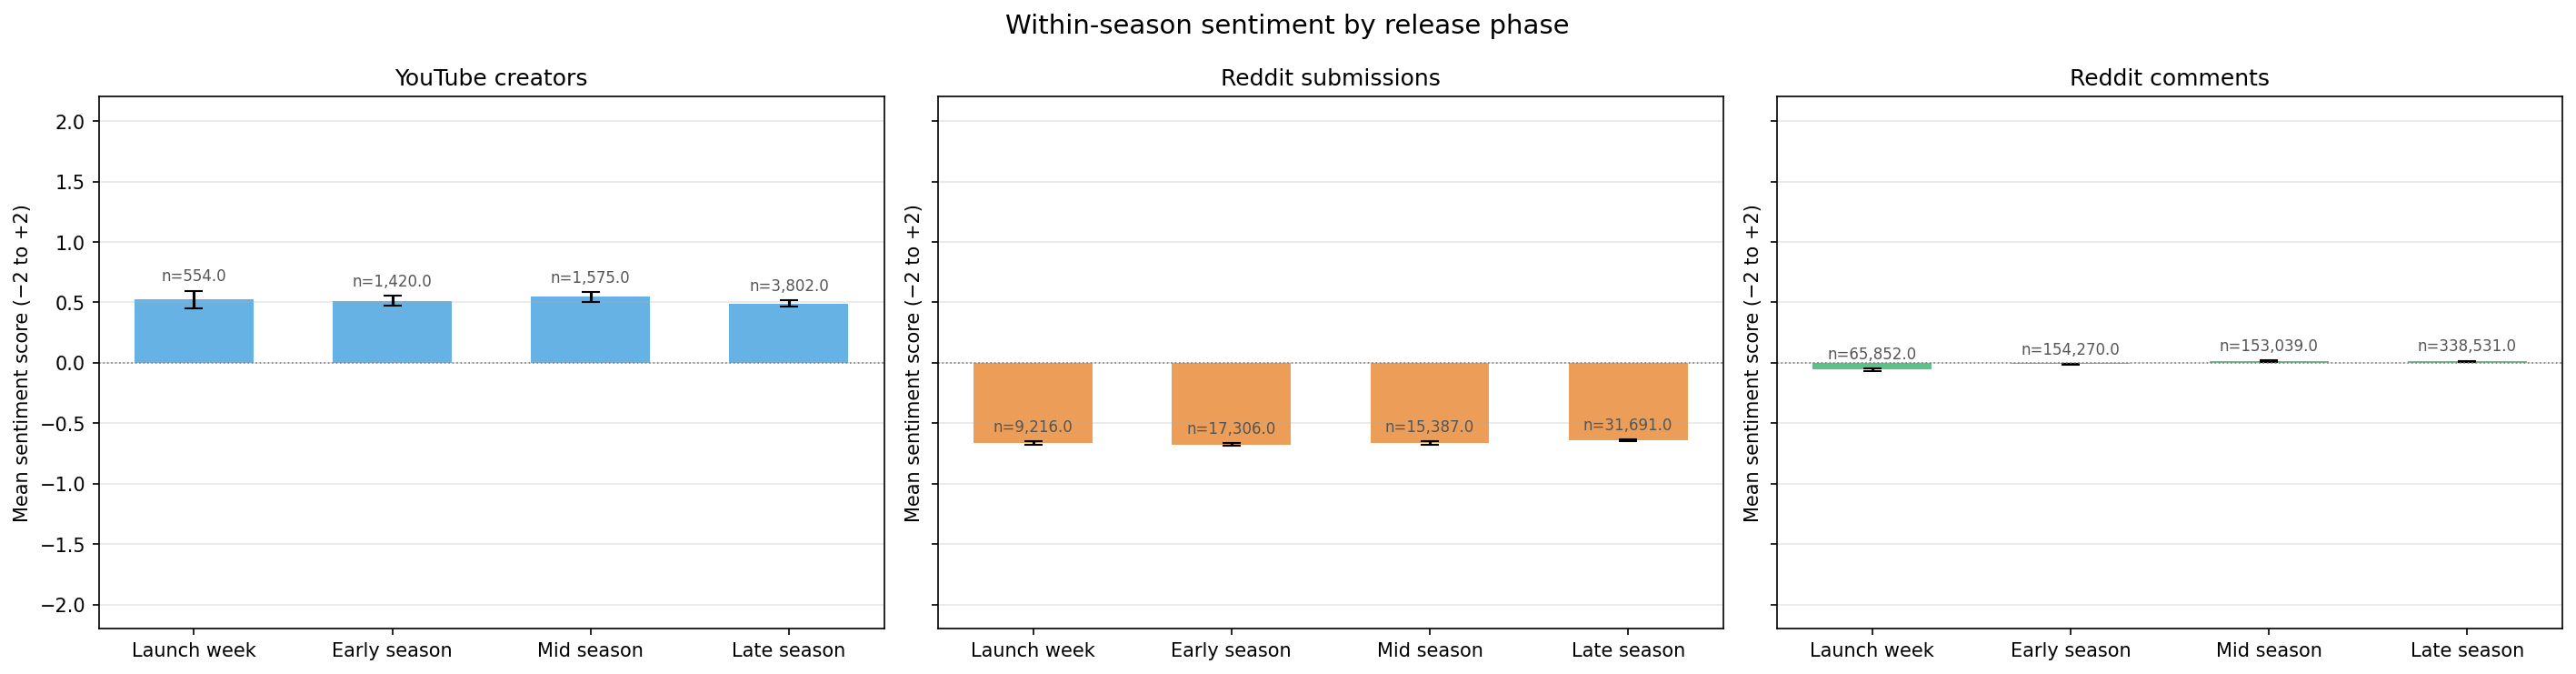 Within-season sentiment by release phase
YouTube creators
Mean sentiment score (−2 to +2)
2.0
1.5
1.0
0.5
0.0
−0.5
−1.0
−1.5
−2.0
n=554.0
n=1,420.0
n=1,575.0
n=3,802.0
Launch week
Early season
Mid season
Late season
Reddit submissions
Mean sentiment score (−2 to +2)
n=9,216.0
n=17,306.0
n=15,387.0
n=31,691.0
Launch week
Early season
Mid season
Late season
Reddit comments
Mean sentiment score (−2 to +2)
n=65,852.0
n=154,270.0
n=153,039.0
n=338,531.0
Launch week
Early season
Mid season
Late season